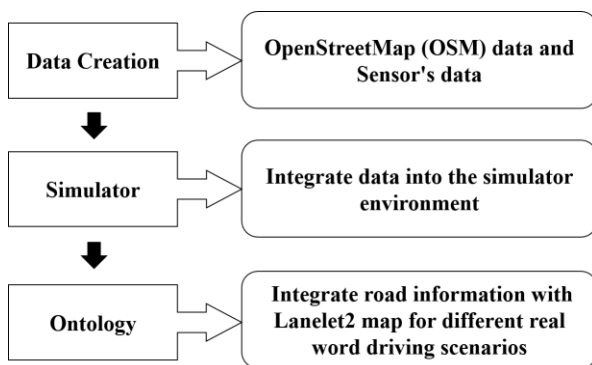 Data Creation
OpenStreetMap (OSM) data and
Sensor's data
Simulator
Integrate data into the simulator
environment
Ontology
Integrate road information with
Lanelet2 map for different real
word driving scenarios